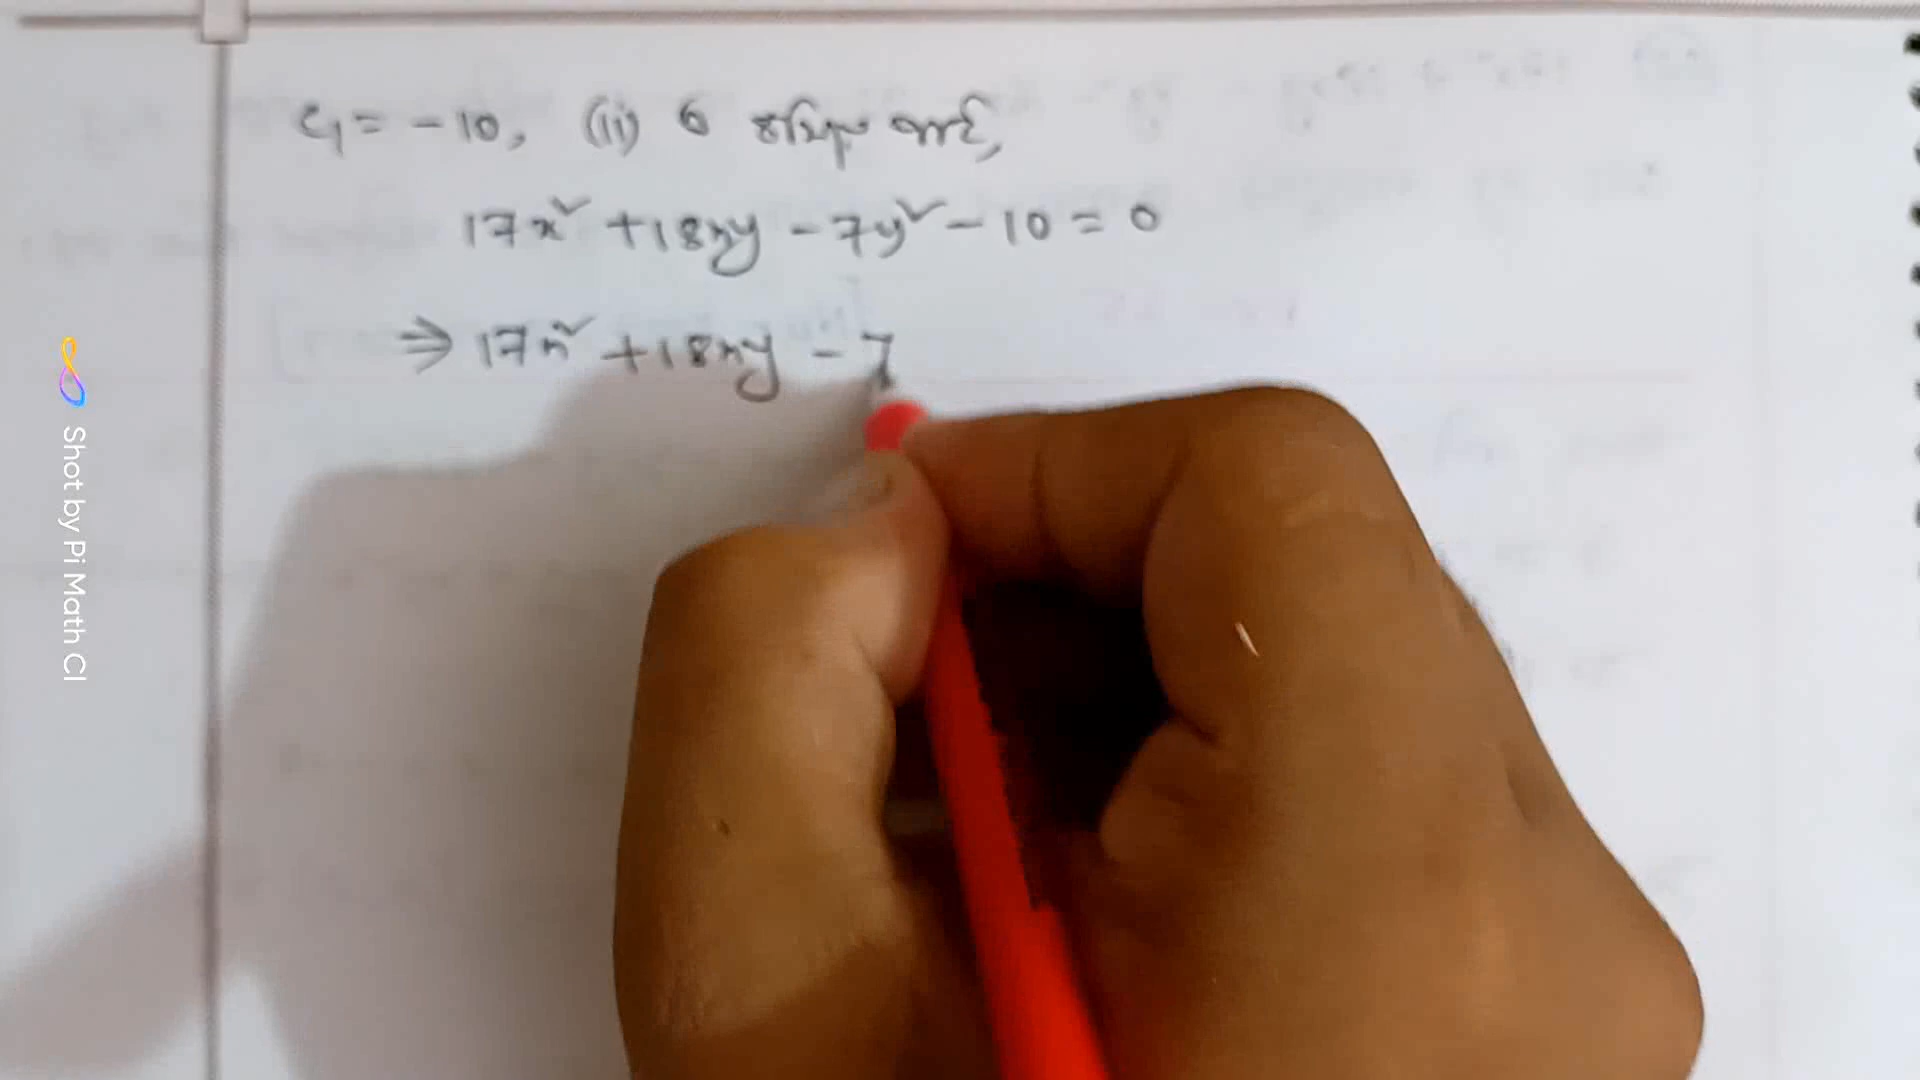 C₁ = -10, (ii) এ বসিয়ে পাই,
17x² + 18xy - 7y² - 10 = 0
⇒ 17x² + 18xy - 7
Shot by Pi Math Cl